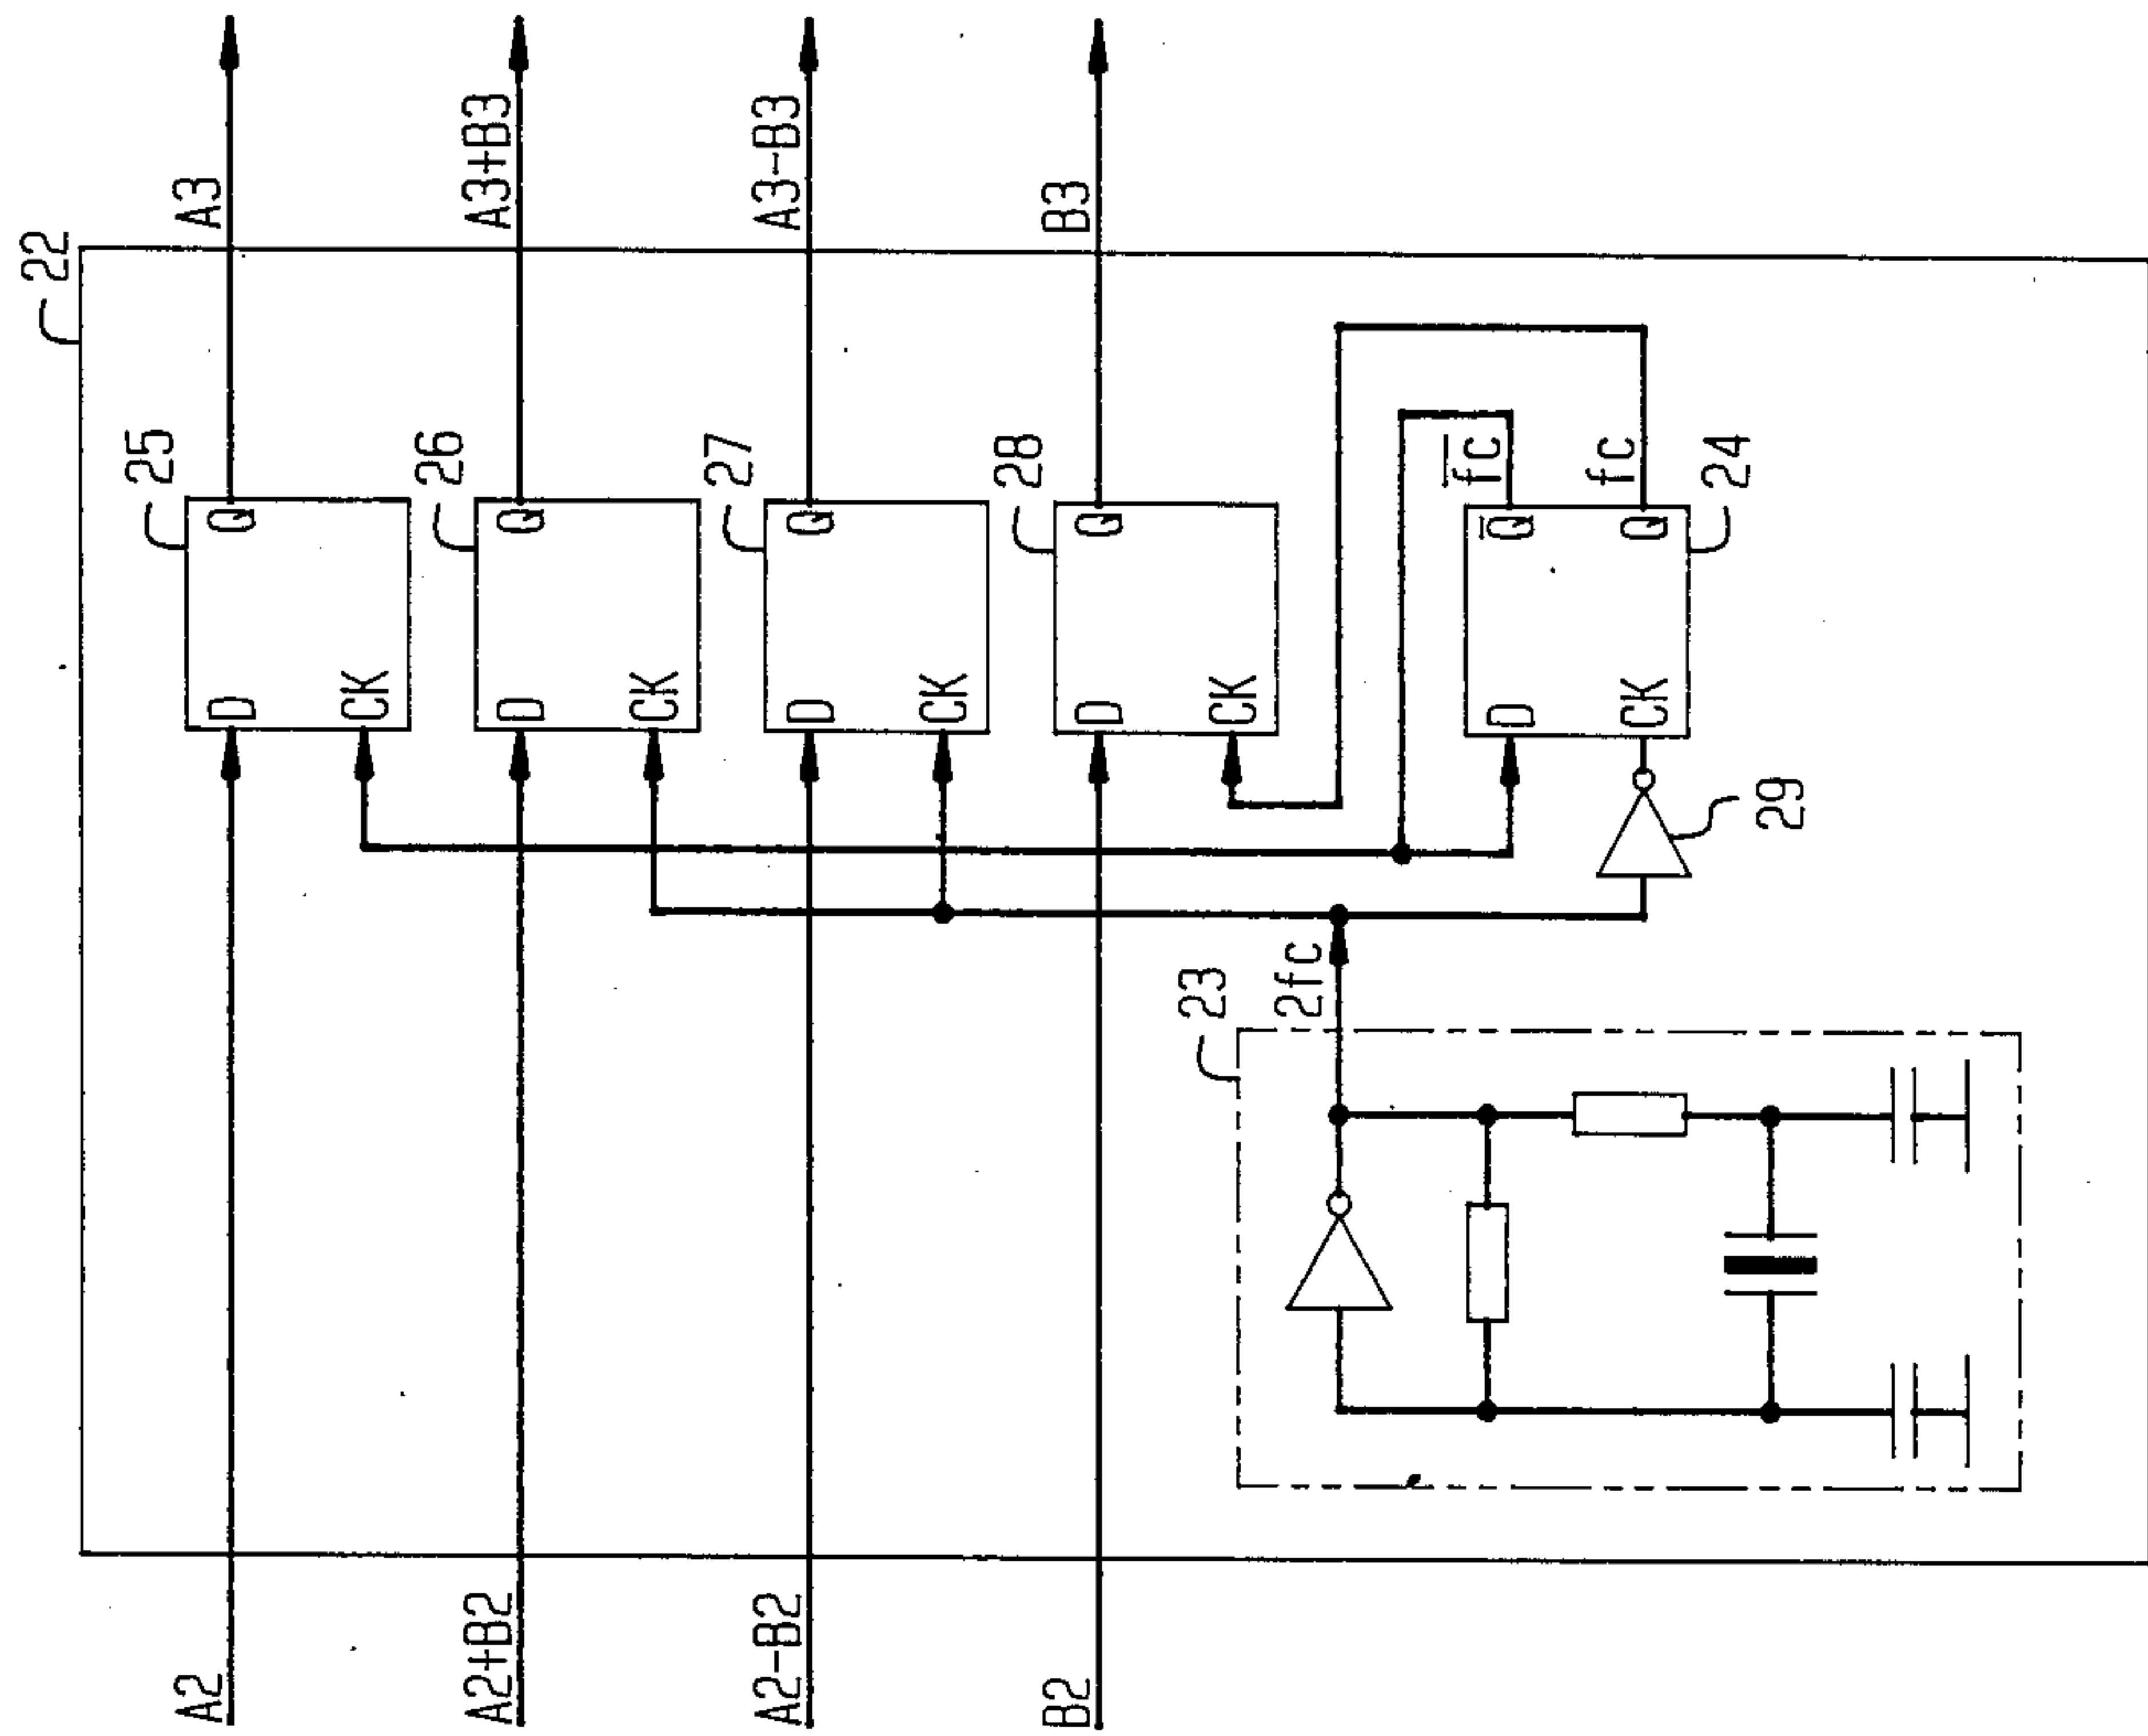 22
A2
25
D
Q
CK
A3
A2+B2
26
D
Q
CK
A3+B3
A2-B2
27
D
Q
CK
A3-B3
B2
28
D
Q
CK
B3
23
2fc
D
Q̅
f̅c̅
CK
Q
fc
24
29